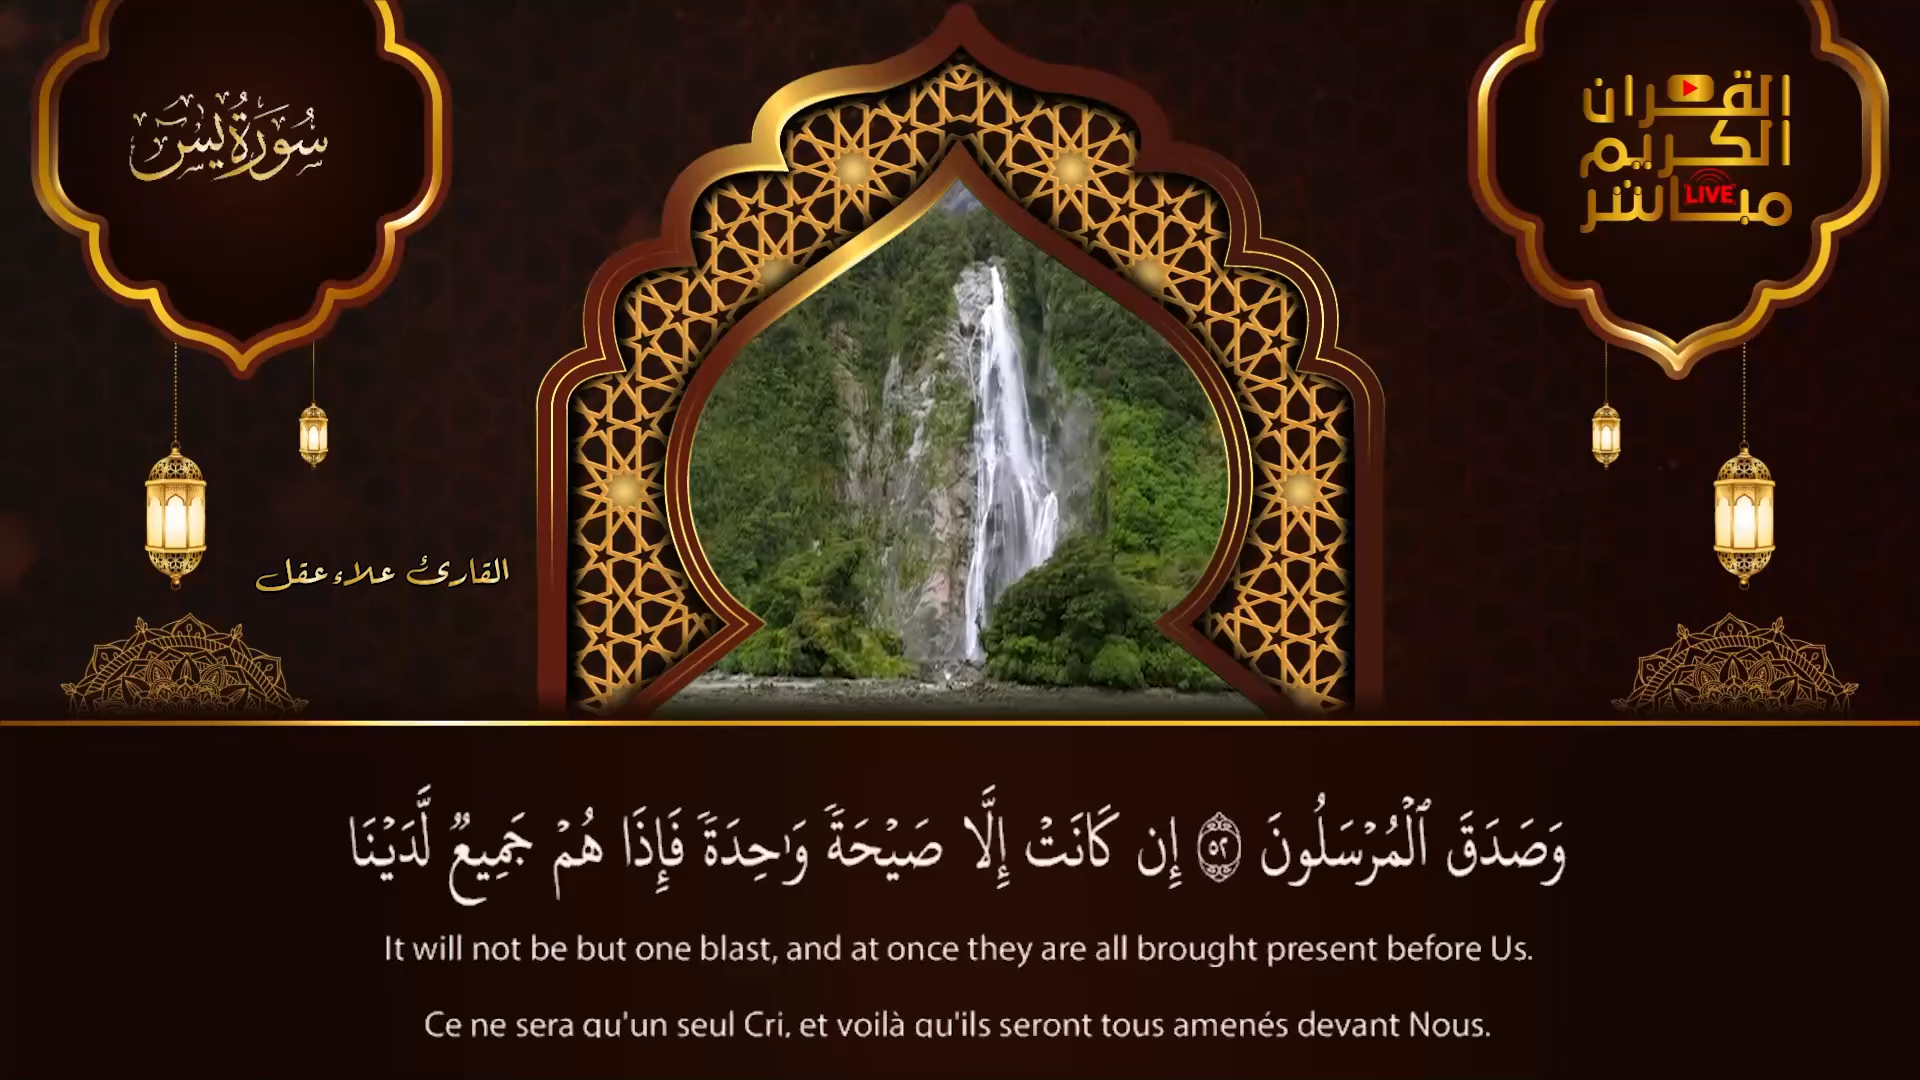 سُورَةُ يسٓ
القران
الكريم
مباشر
LIVE
القارئ علاء عقل
وَصَدَقَ ٱلْمُرْسَلُونَ ٥٢ إِن كَانَتْ إِلَّا صَيْحَةً وَٰحِدَةً فَإِذَا هُمْ جَمِيعٌ لَّدَيْنَا
It will not be but one blast, and at once they are all brought present before Us.
Ce ne sera qu'un seul Cri, et voilà qu'ils seront tous amenés devant Nous.